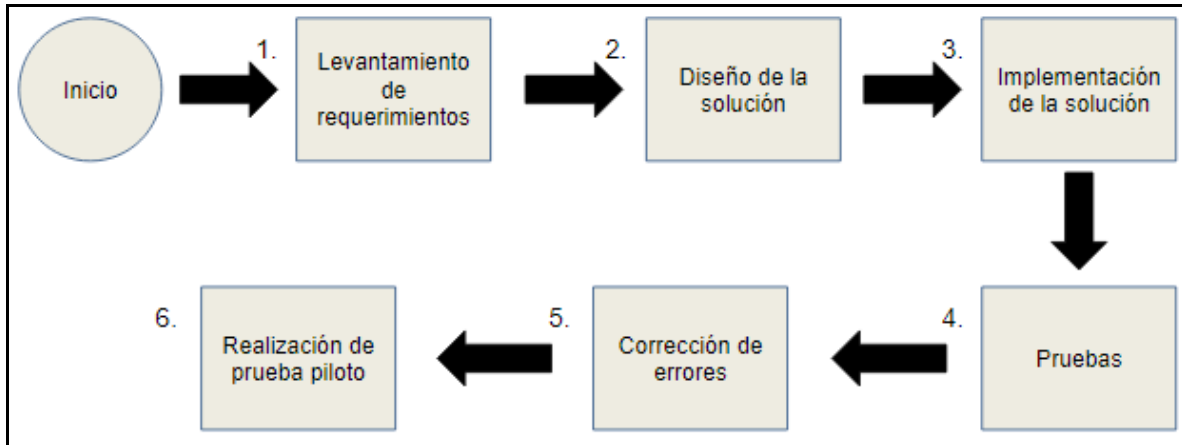 Inicio
1.
Levantamiento
de
requerimientos
2.
Diseño de la
solución
3.
Implementación
de la solución
4.
Pruebas
5.
Corrección de
errores
6.
Realización de
prueba piloto